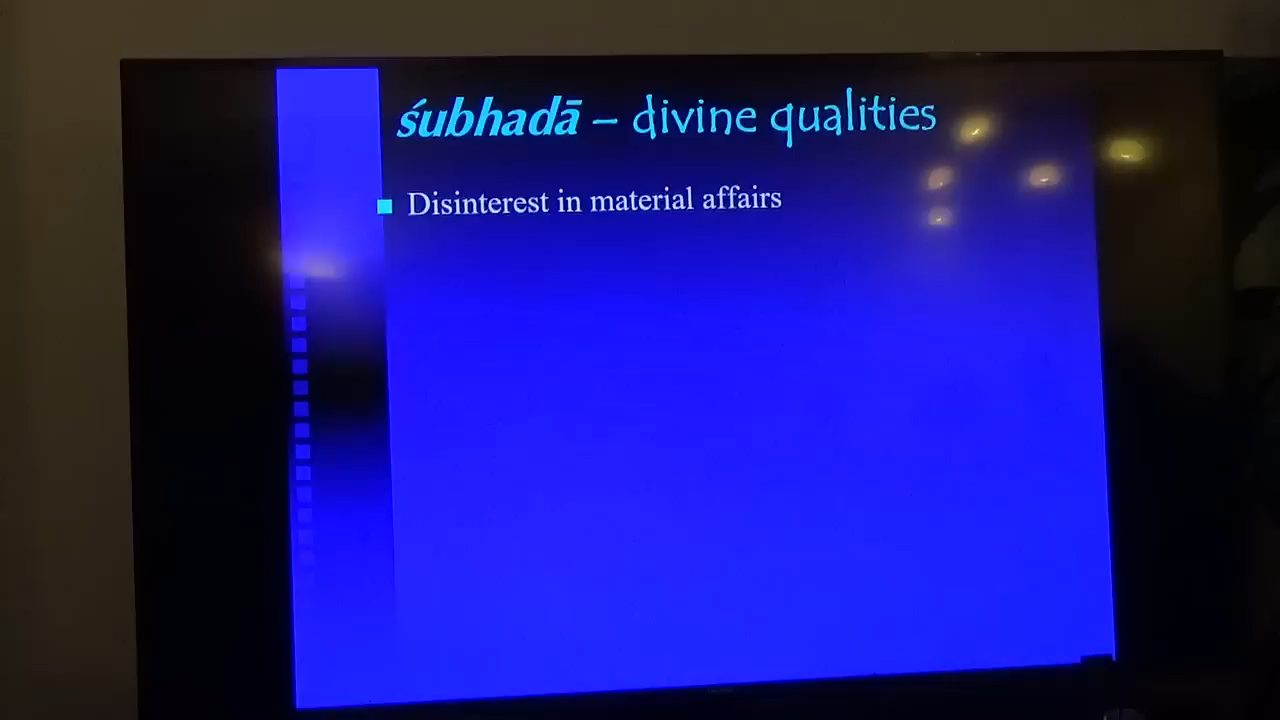 śubhadā – divine qualities
Disinterest in material affairs